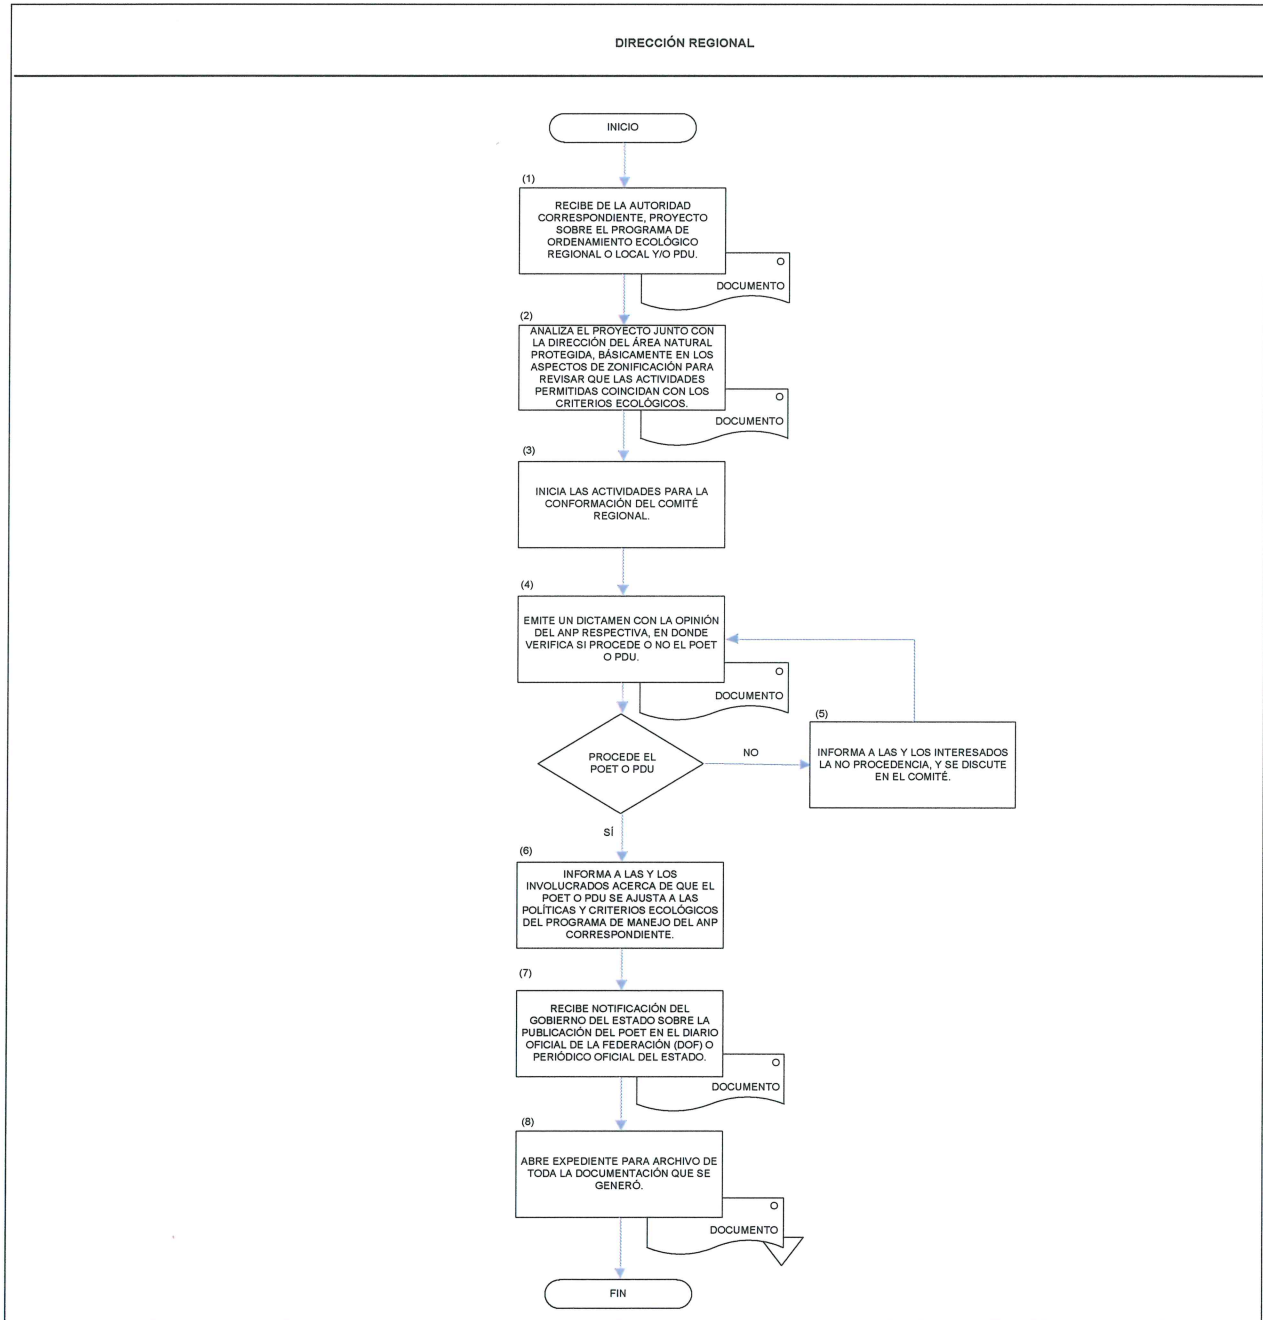 DIRECCIÓN REGIONAL
INICIO
(1)
RECIBE DE LA AUTORIDAD
CORRESPONDIENTE, PROYECTO
SOBRE EL PROGRAMA DE
ORDENAMIENTO ECOLÓGICO
REGIONAL O LOCAL Y/O PDU.
O
DOCUMENTO
(2)
ANALIZA EL PROYECTO JUNTO CON
LA DIRECCIÓN DEL ÁREA NATURAL
PROTEGIDA, BÁSICAMENTE EN LOS
ASPECTOS DE ZONIFICACIÓN PARA
REVISAR QUE LAS ACTIVIDADES
PERMITIDAS COINCIDAN CON LOS
CRITERIOS ECOLÓGICOS.
O
DOCUMENTO
(3)
INICIA LAS ACTIVIDADES PARA LA
CONFORMACIÓN DEL COMITÉ
REGIONAL.
(4)
EMITE UN DICTAMEN CON LA OPINIÓN
DEL ANP RESPECTIVA, EN DONDE
VERIFICA SI PROCEDE O NO EL POET
O PDU.
O
DOCUMENTO
PROCEDE EL
POET O PDU
NO
(5)
INFORMA A LAS Y LOS INTERESADOS
LA NO PROCEDENCIA, Y SE DISCUTE
EN EL COMITÉ.
SÍ
(6)
INFORMA A LAS Y LOS
INVOLUCRADOS ACERCA DE QUE EL
POET O PDU SE AJUSTA A LAS
POLÍTICAS Y CRITERIOS ECOLÓGICOS
DEL PROGRAMA DE MANEJO DEL ANP
CORRESPONDIENTE.
(7)
RECIBE NOTIFICACIÓN DEL
GOBIERNO DEL ESTADO SOBRE LA
PUBLICACIÓN DEL POET EN EL DIARIO
OFICIAL DE LA FEDERACIÓN (DOF) O
PERIÓDICO OFICIAL DEL ESTADO.
O
DOCUMENTO
(8)
ABRE EXPEDIENTE PARA ARCHIVO DE
TODA LA DOCUMENTACIÓN QUE SE
GENERÓ.
O
DOCUMENTO
FIN